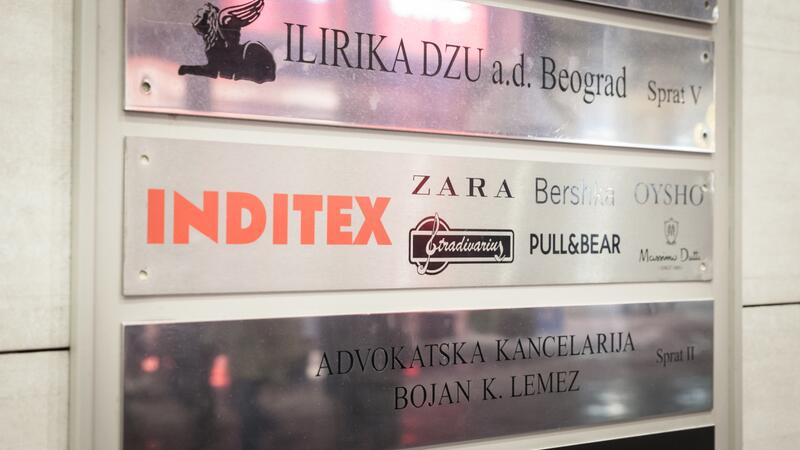 ILIRIKA DZU a.d. Beograd Sprat V
INDITEX
ZARA Bershka OYSHO
Stradivarius PULL&BEAR Massimo Dutti
ADVOKATSKA KANCELARIJA Sprat II
BOJAN K. LEMEZ